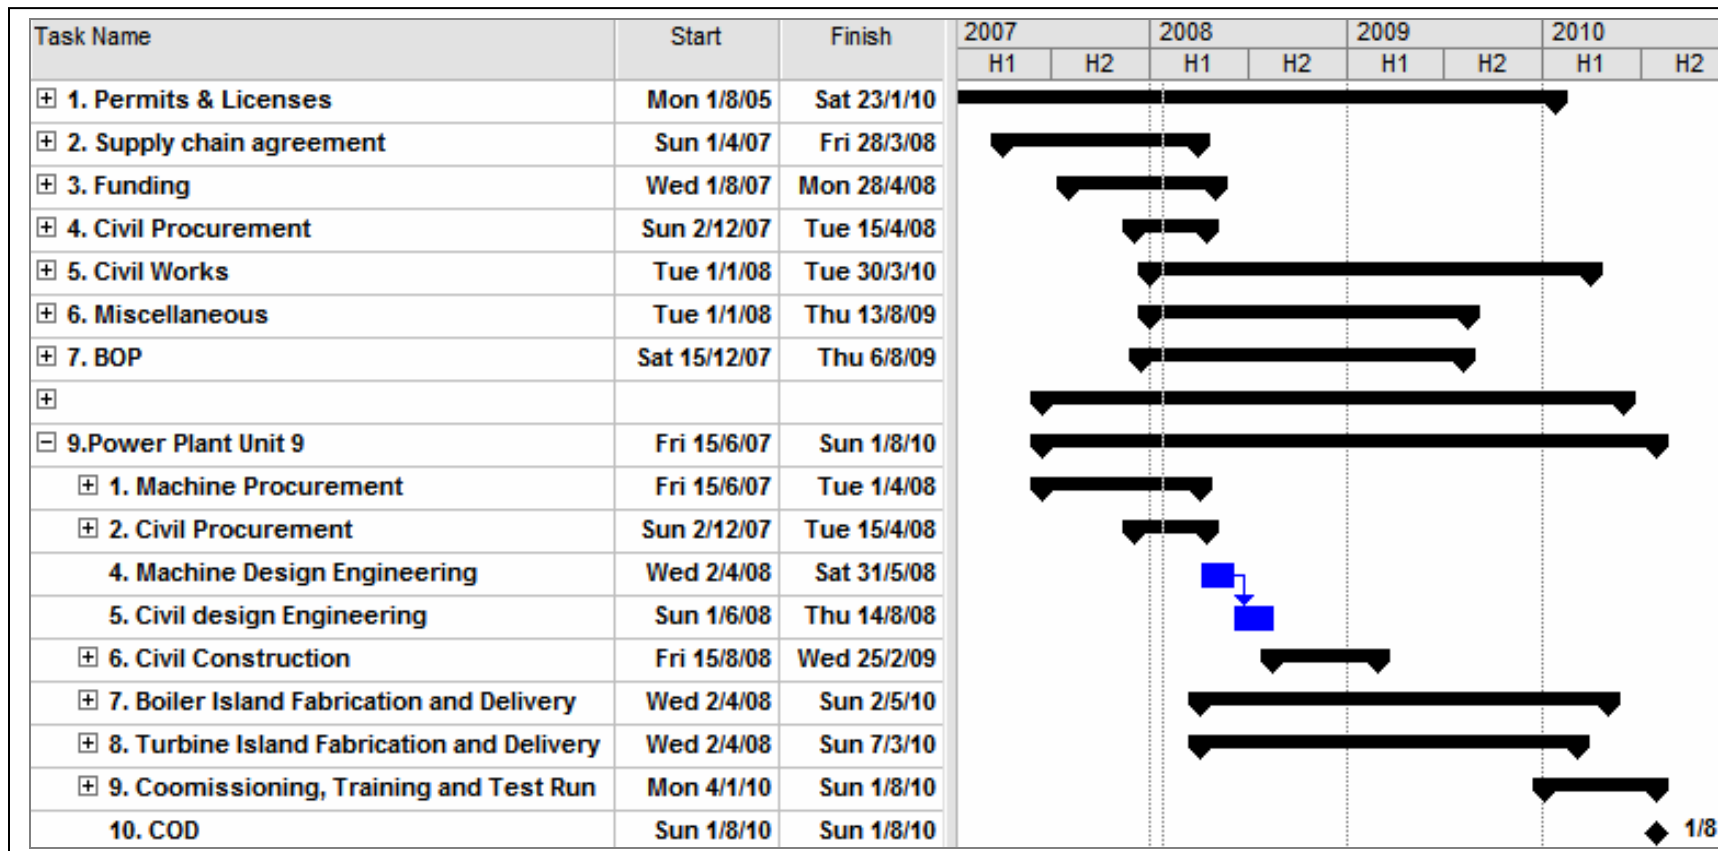 Task Name Start Finish 2007 2008 2009 2010
H1 H2 H1 H2 H1 H2 H1 H2
1. Permits & Licenses Mon 1/8/05 Sat 23/1/10
2. Supply chain agreement Sun 1/4/07 Fri 28/3/08
3. Funding Wed 1/8/07 Mon 28/4/08
4. Civil Procurement Sun 2/12/07 Tue 15/4/08
5. Civil Works Tue 1/1/08 Tue 30/3/10
6. Miscellaneous Tue 1/1/08 Thu 13/8/09
7. BOP Sat 15/12/07 Thu 6/8/09
9.Power Plant Unit 9 Fri 15/6/07 Sun 1/8/10
1. Machine Procurement Fri 15/6/07 Tue 1/4/08
2. Civil Procurement Sun 2/12/07 Tue 15/4/08
4. Machine Design Engineering Wed 2/4/08 Sat 31/5/08
5. Civil design Engineering Sun 1/6/08 Thu 14/8/08
6. Civil Construction Fri 15/8/08 Wed 25/2/09
7. Boiler Island Fabrication and Delivery Wed 2/4/08 Sun 2/5/10
8. Turbine Island Fabrication and Delivery Wed 2/4/08 Sun 7/3/10
9. Coomissioning, Training and Test Run Mon 4/1/10 Sun 1/8/10
10. COD Sun 1/8/10 Sun 1/8/10 1/8